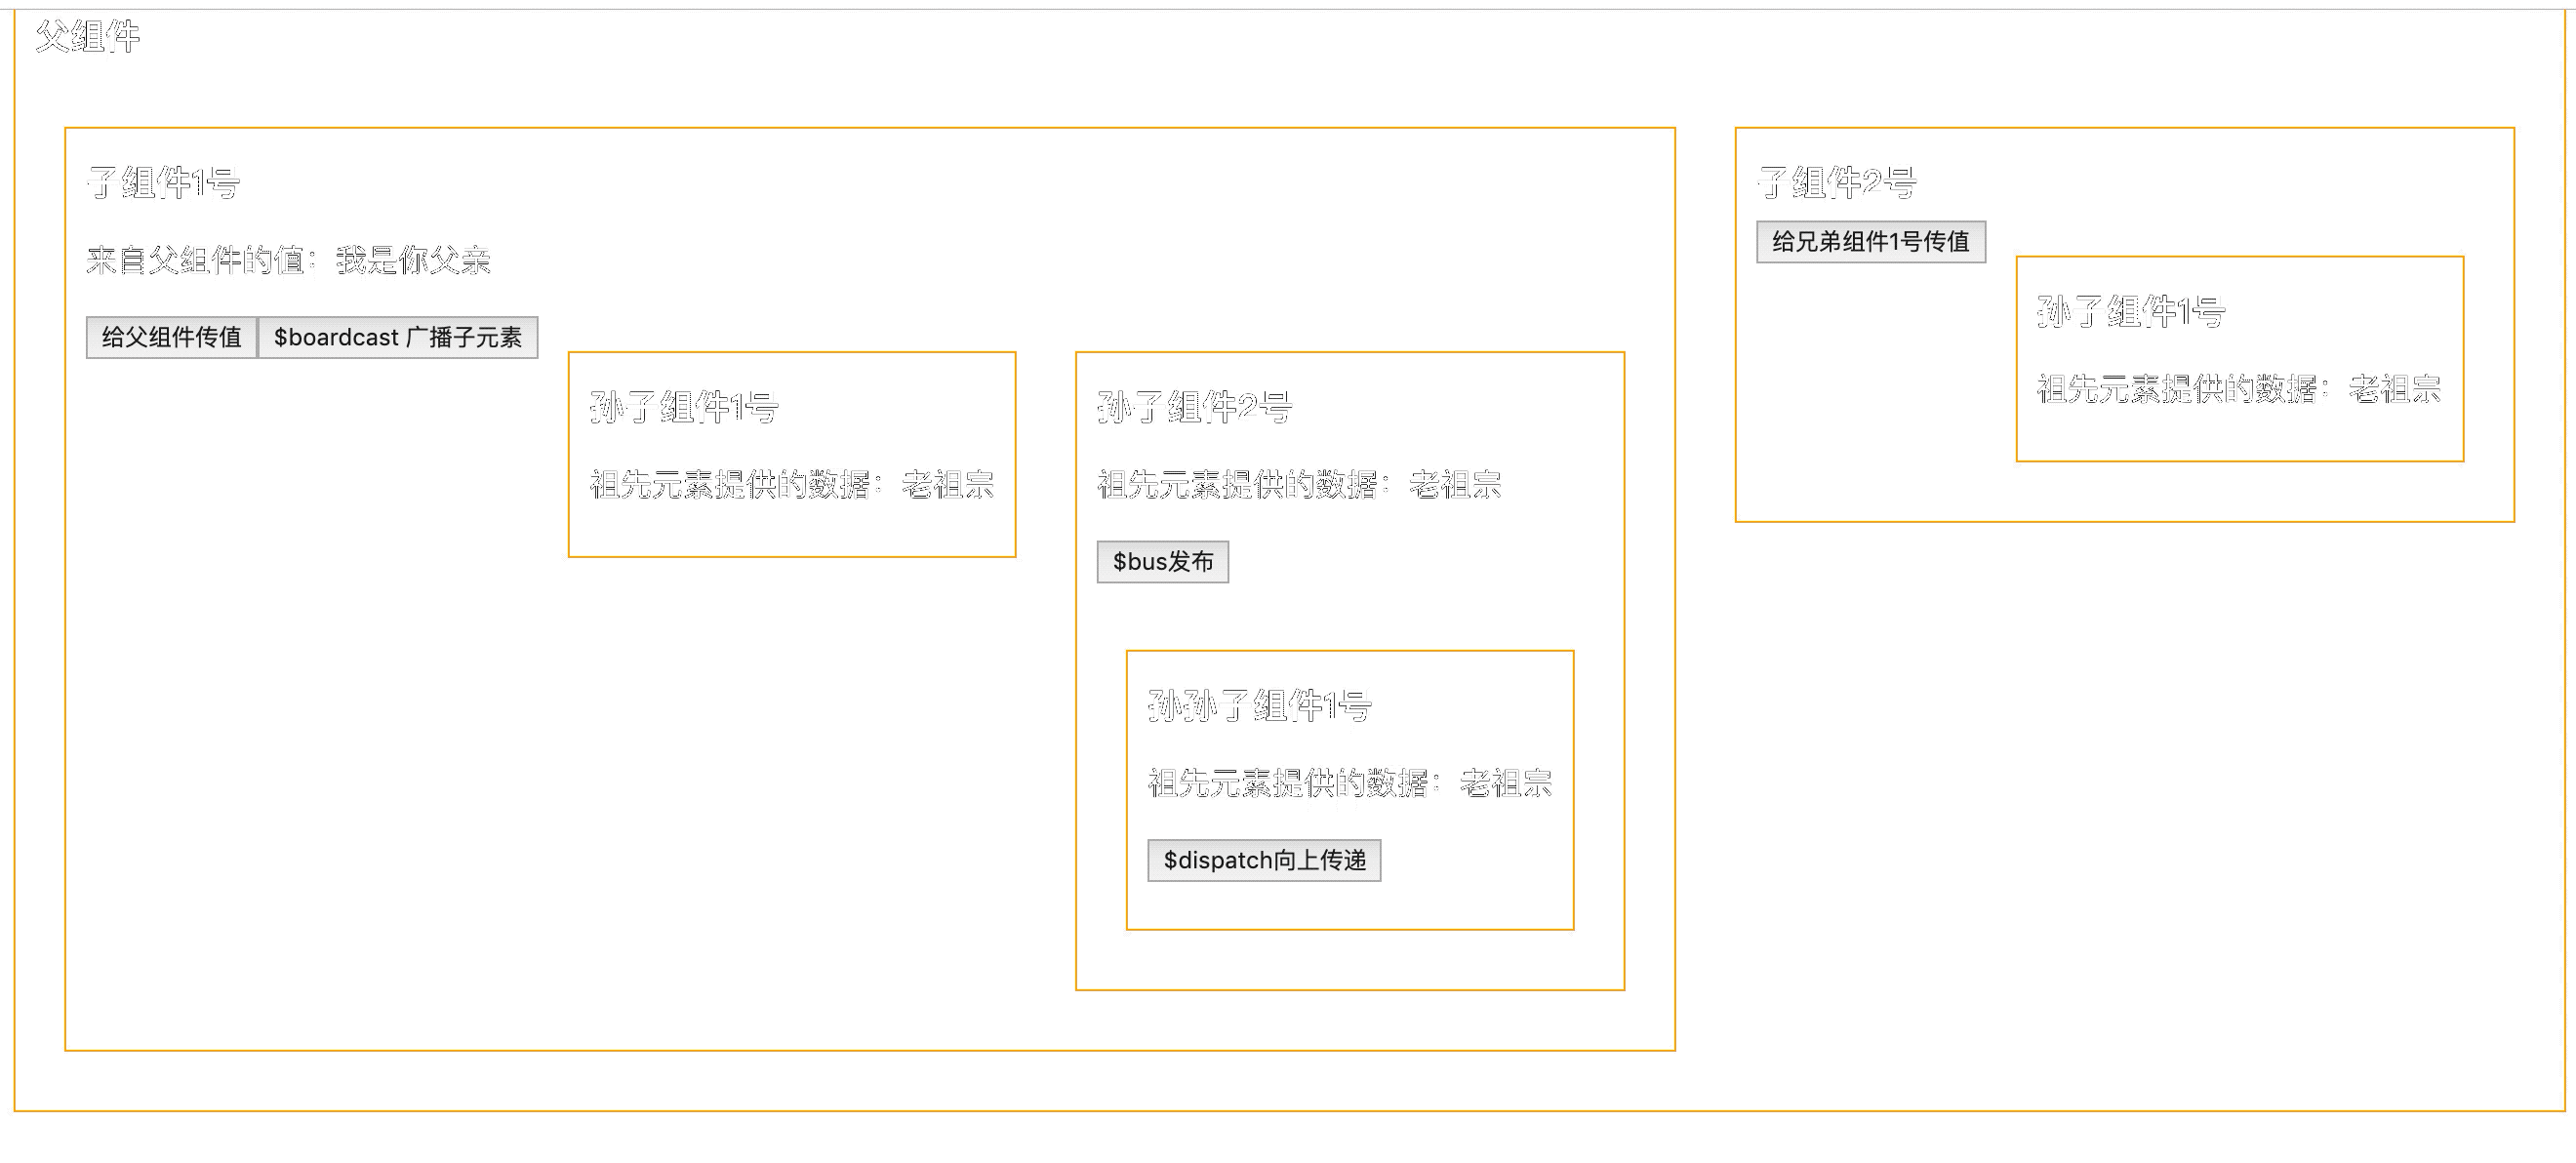 父组件
子组件1号
来自父组件的值：我是你父亲
给父组件传值
$boardcast 广播子元素
孙子组件1号
祖先元素提供的数据：老祖宗
孙子组件2号
祖先元素提供的数据：老祖宗
$bus发布
孙孙子组件1号
祖先元素提供的数据：老祖宗
$dispatch向上传递
子组件2号
给兄弟组件1号传值
孙子组件1号
祖先元素提供的数据：老祖宗